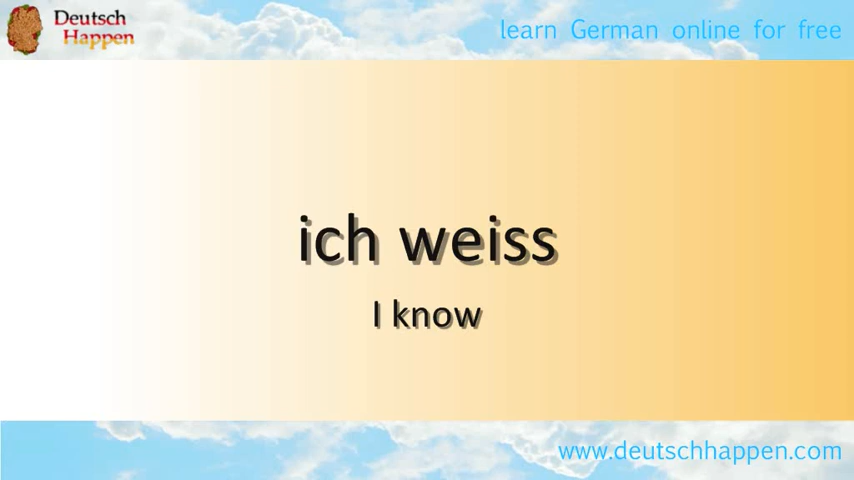 Deutsch
Happen
learn German online for free
ich weiss
I know
www.deutschhappen.com